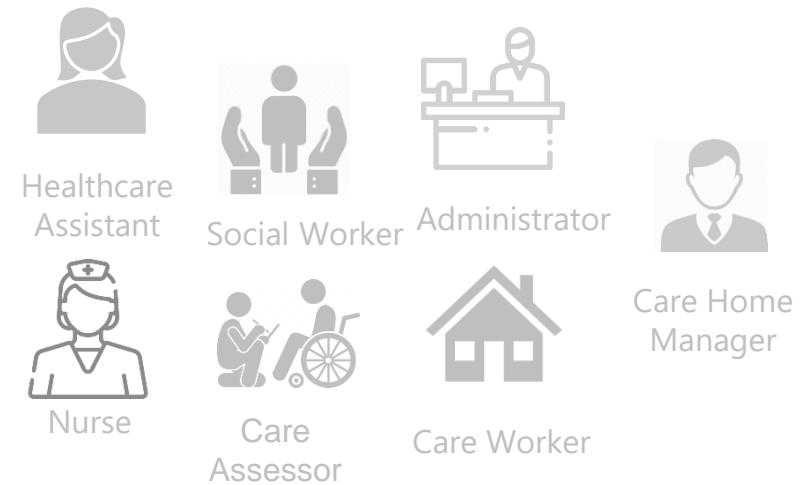 Healthcare
Assistant
Social Worker
Administrator
Care Home
Manager
Nurse
Care
Assessor
Care Worker